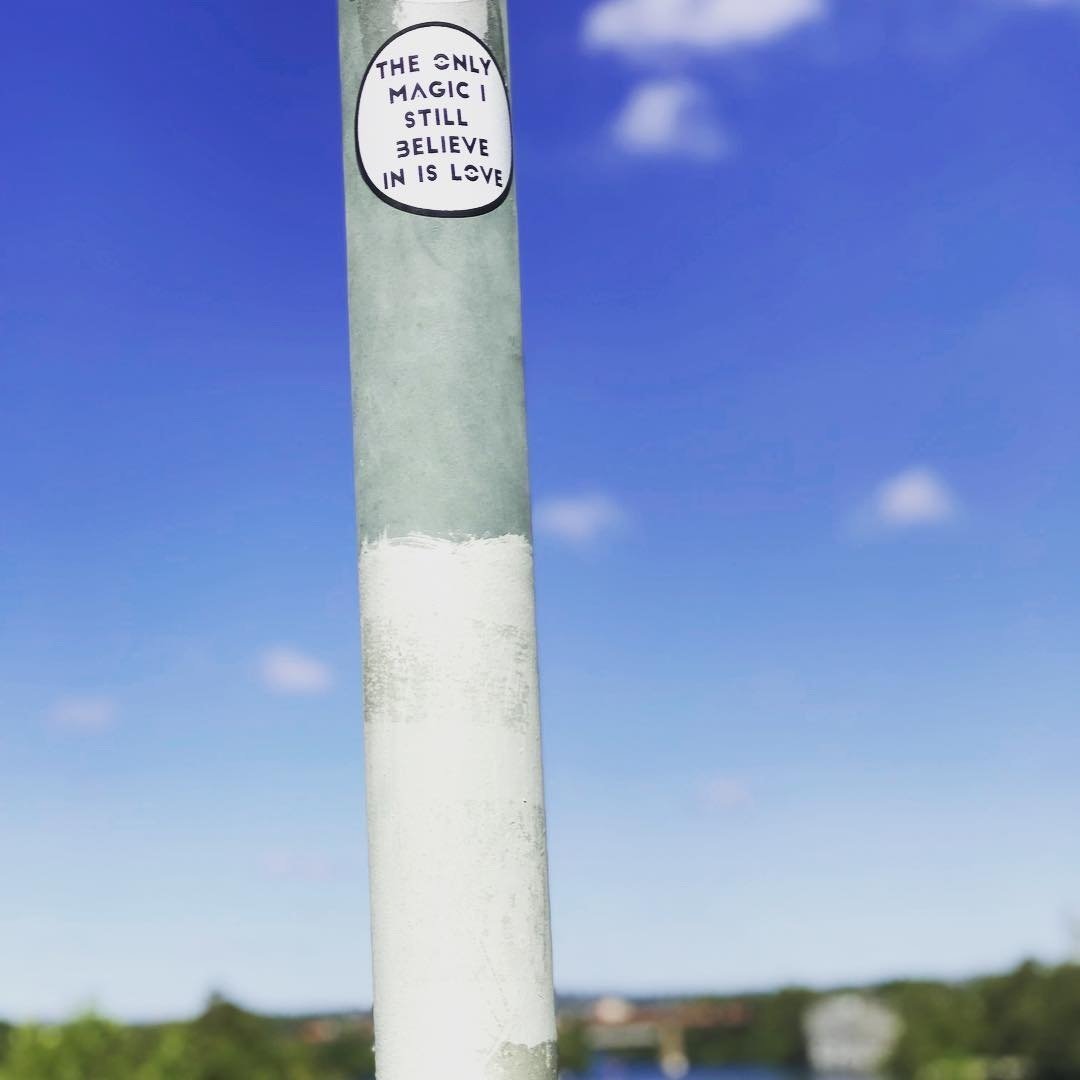 THE ONLY
MAGIC I
STILL
BELIEVE
IN IS LOVE